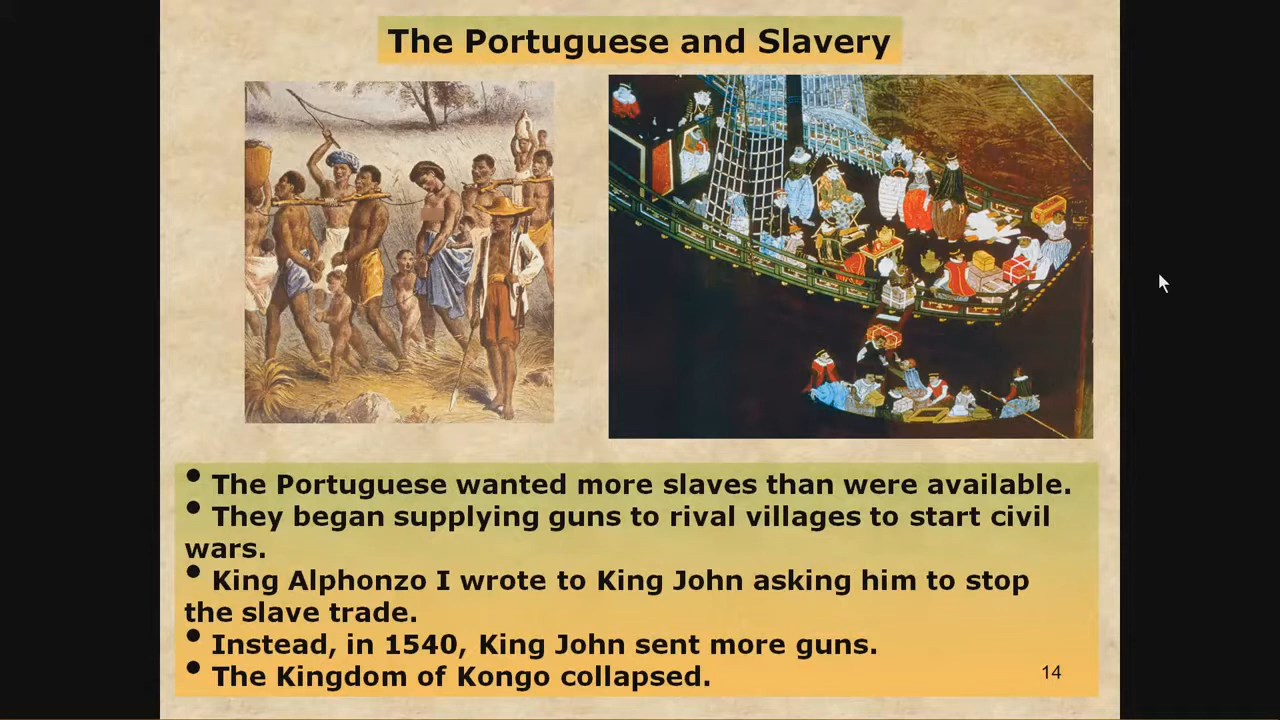 The Portuguese and Slavery
• The Portuguese wanted more slaves than were available.
• They began supplying guns to rival villages to start civil
wars.
• King Alphonzo I wrote to King John asking him to stop
the slave trade.
• Instead, in 1540, King John sent more guns.
• The Kingdom of Kongo collapsed.
14